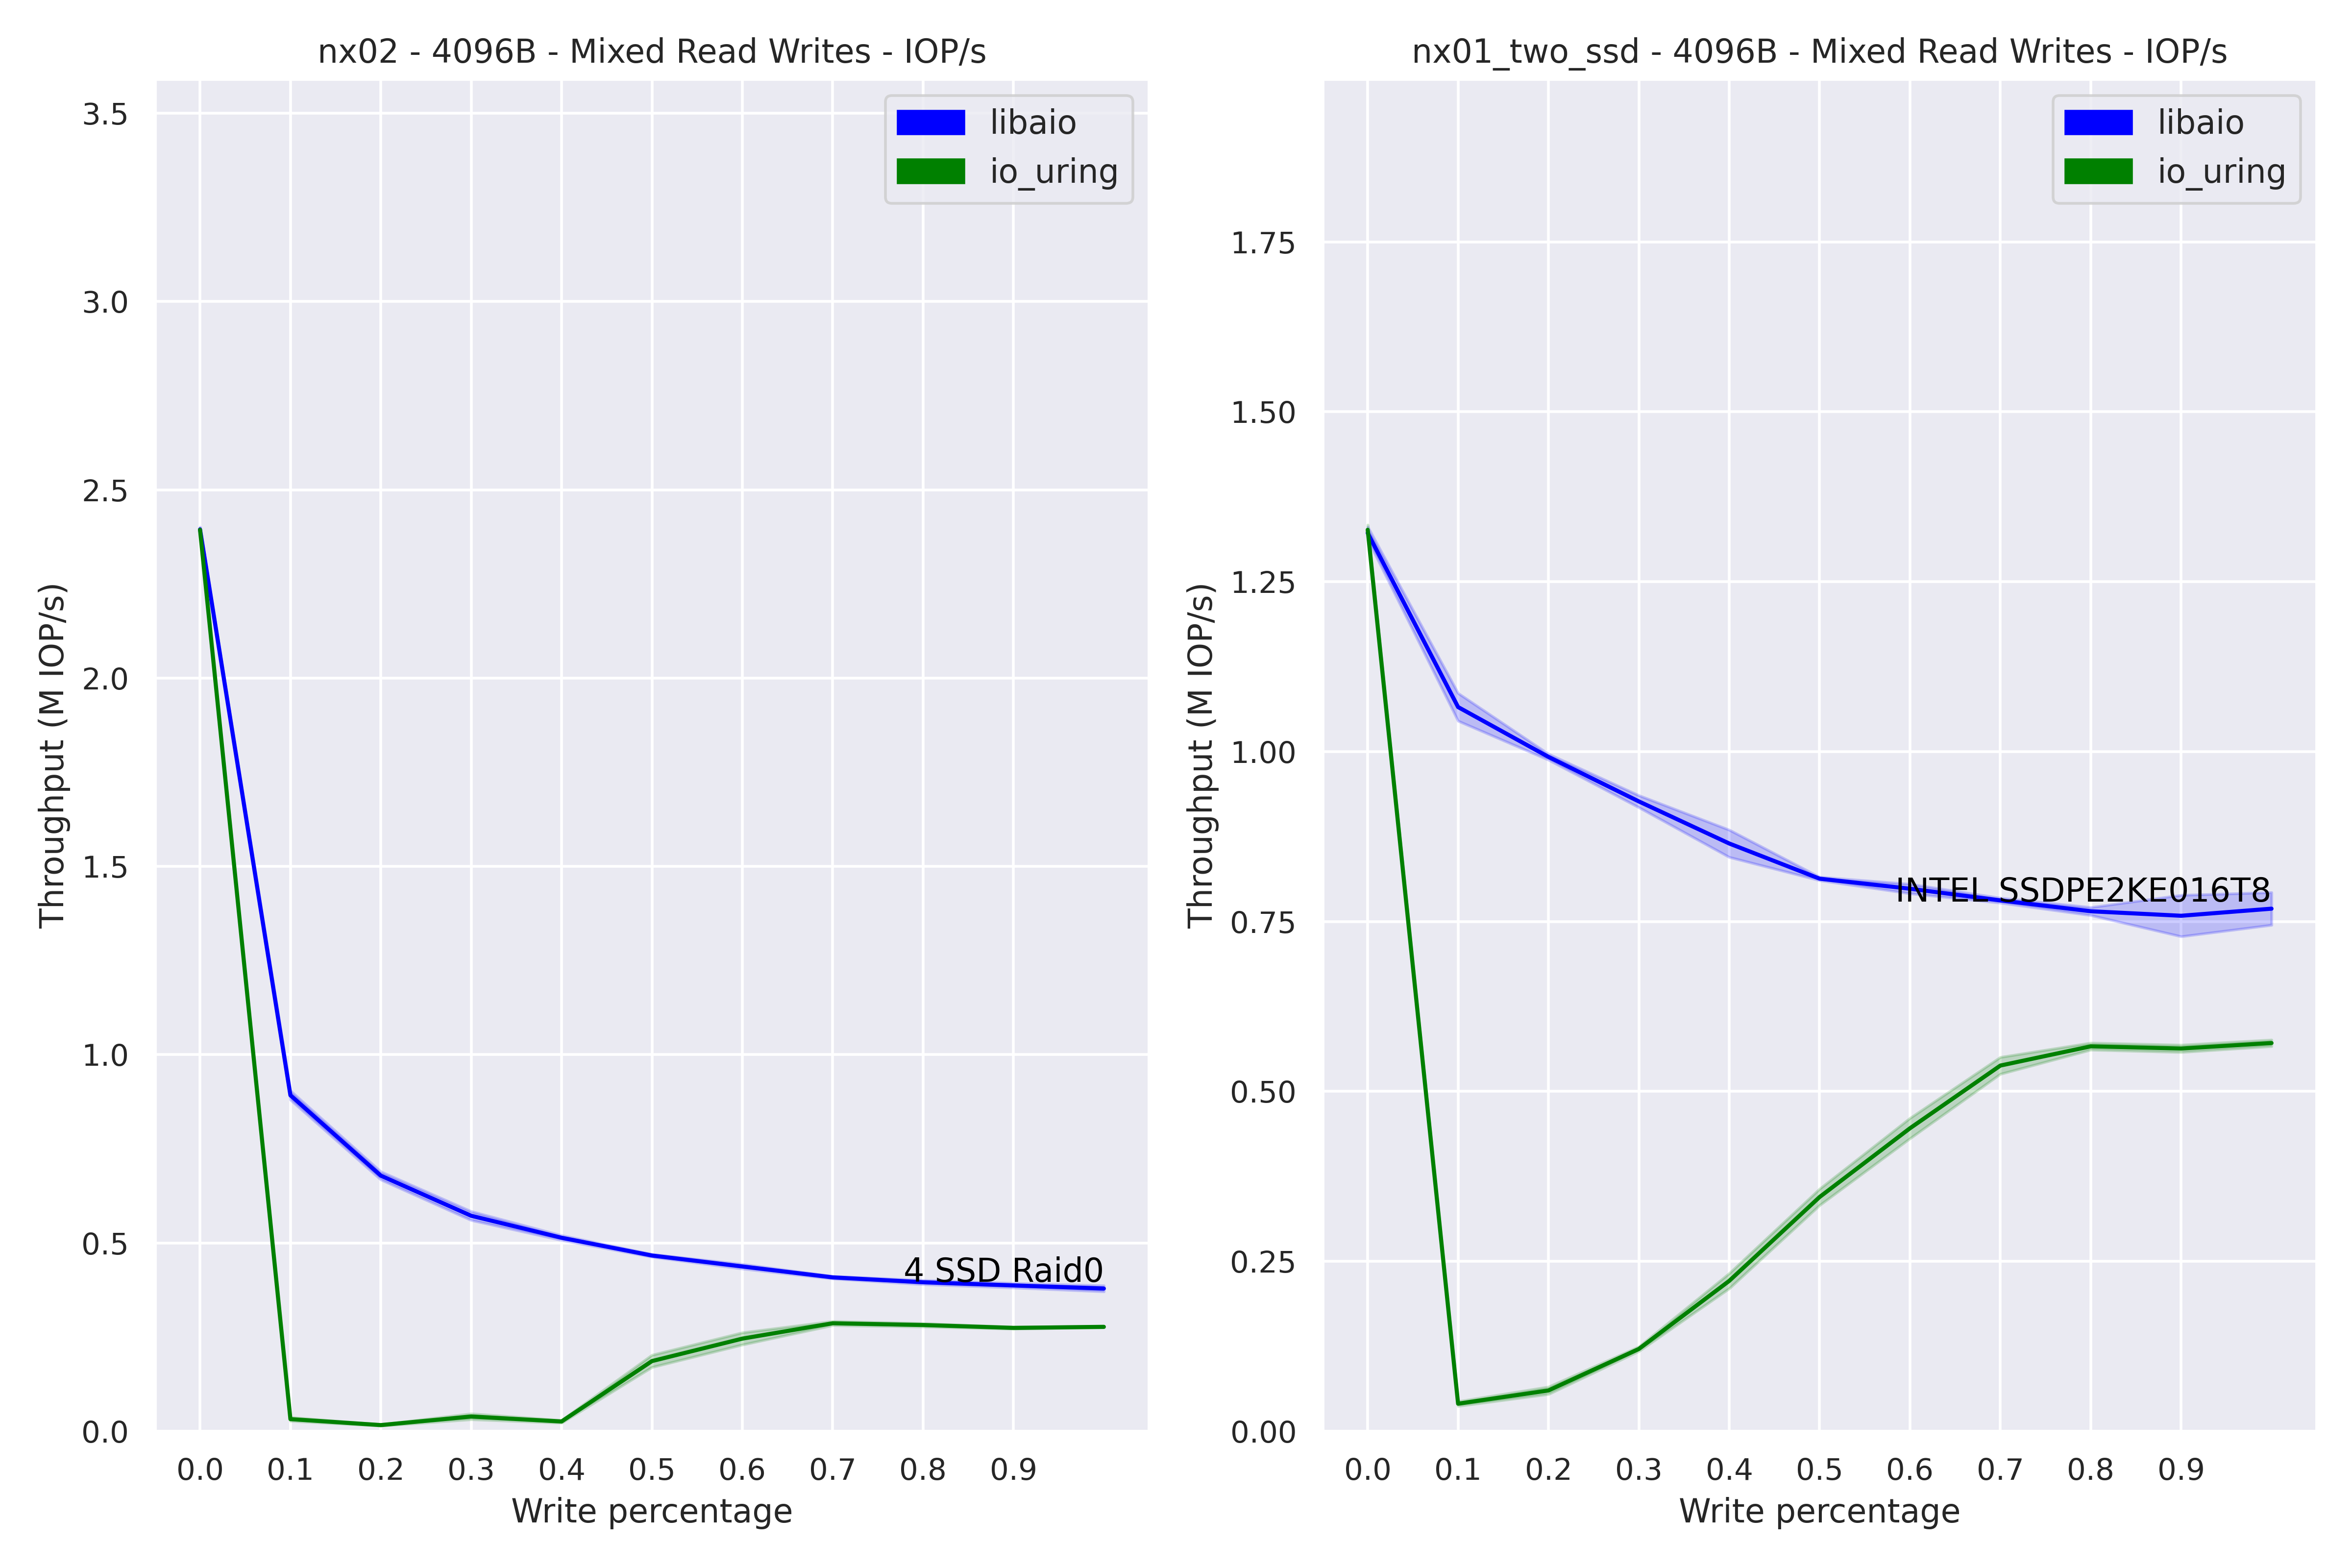 nx02 - 4096B - Mixed Read Writes - IOP/s
libaio
io_uring
3.5
3.0
2.5
2.0
1.5
1.0
0.5
0.0
Throughput (M IOP/s)
4 SSD Raid0
0.0 0.1 0.2 0.3 0.4 0.5 0.6 0.7 0.8 0.9
Write percentage
nx01_two_ssd - 4096B - Mixed Read Writes - IOP/s
libaio
io_uring
1.75
1.50
1.25
1.00
0.75
0.50
0.25
0.00
Throughput (M IOP/s)
INTEL SSDPE2KE016T8
0.0 0.1 0.2 0.3 0.4 0.5 0.6 0.7 0.8 0.9
Write percentage